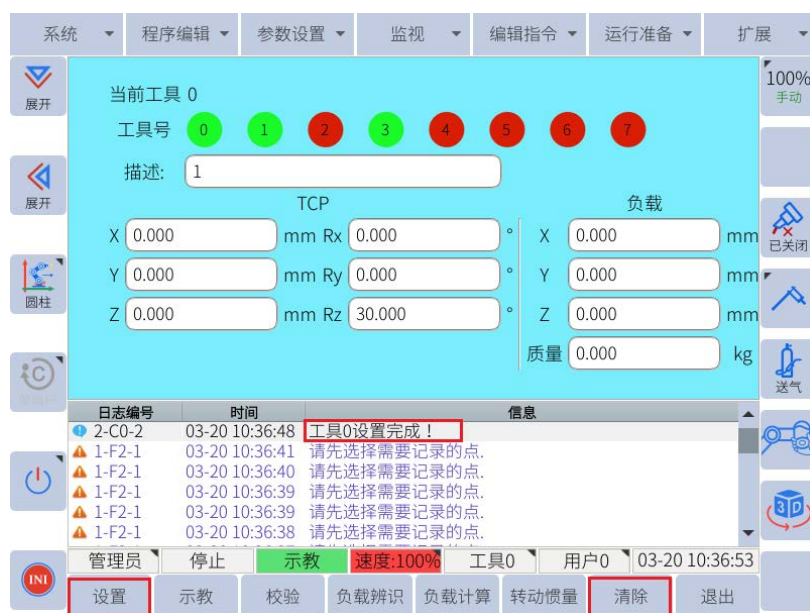 系统 程序编辑 参数设置 监视 编辑指令 运行准备 扩展
展开
100%
手动
当前工具 0
工具号 0 1 2 3 4 5 6 7
描述: 1
展开
TCP 负载
X 0.000 mm Rx 0.000 ° X 0.000 mm
已关闭
Y 0.000 mm Ry 0.000 ° Y 0.000 mm
圆柱
Z 0.000 mm Rz 30.000 ° Z 0.000 mm
质量 0.000 kg
送气
日志编号 时间 信息
2-C0-2 03-20 10:36:48 工具0设置完成！
1-F2-1 03-20 10:36:41 请先选择需要记录的点.
1-F2-1 03-20 10:36:40 请先选择需要记录的点.
1-F2-1 03-20 10:36:39 请先选择需要记录的点.
1-F2-1 03-20 10:36:39 请先选择需要记录的点.
1-F2-1 03-20 10:36:38 请先选择需要记录的点.
3D
管理员 停止 示教 速度:100% 工具0 用户0 03-20 10:36:53
INI
设置 示教 校验 负载辨识 负载计算 转动惯量 清除 退出